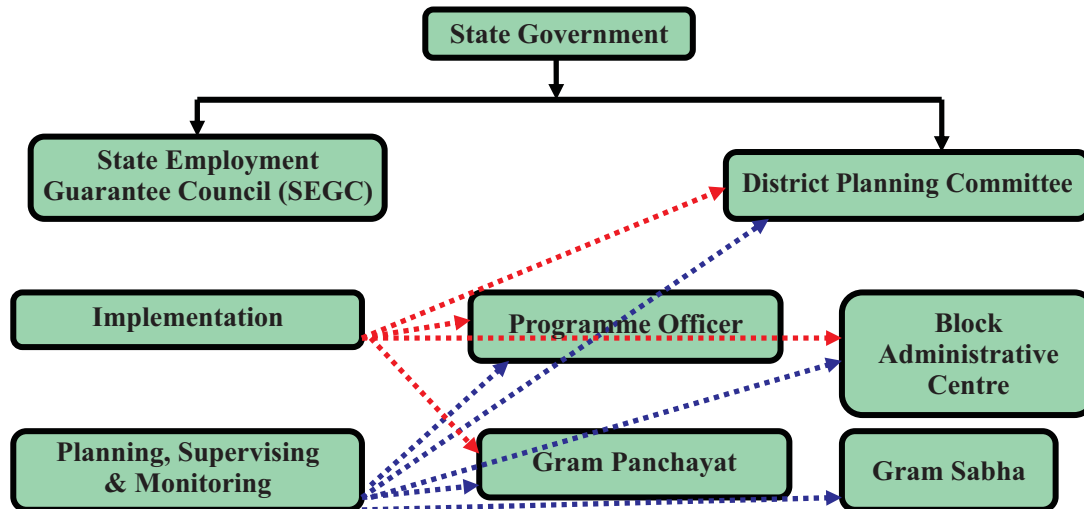 State Government
State Employment
Guarantee Council (SEGC)
District Planning Committee
Implementation
Programme Officer
Block
Administrative
Centre
Planning, Supervising
& Monitoring
Gram Panchayat
Gram Sabha